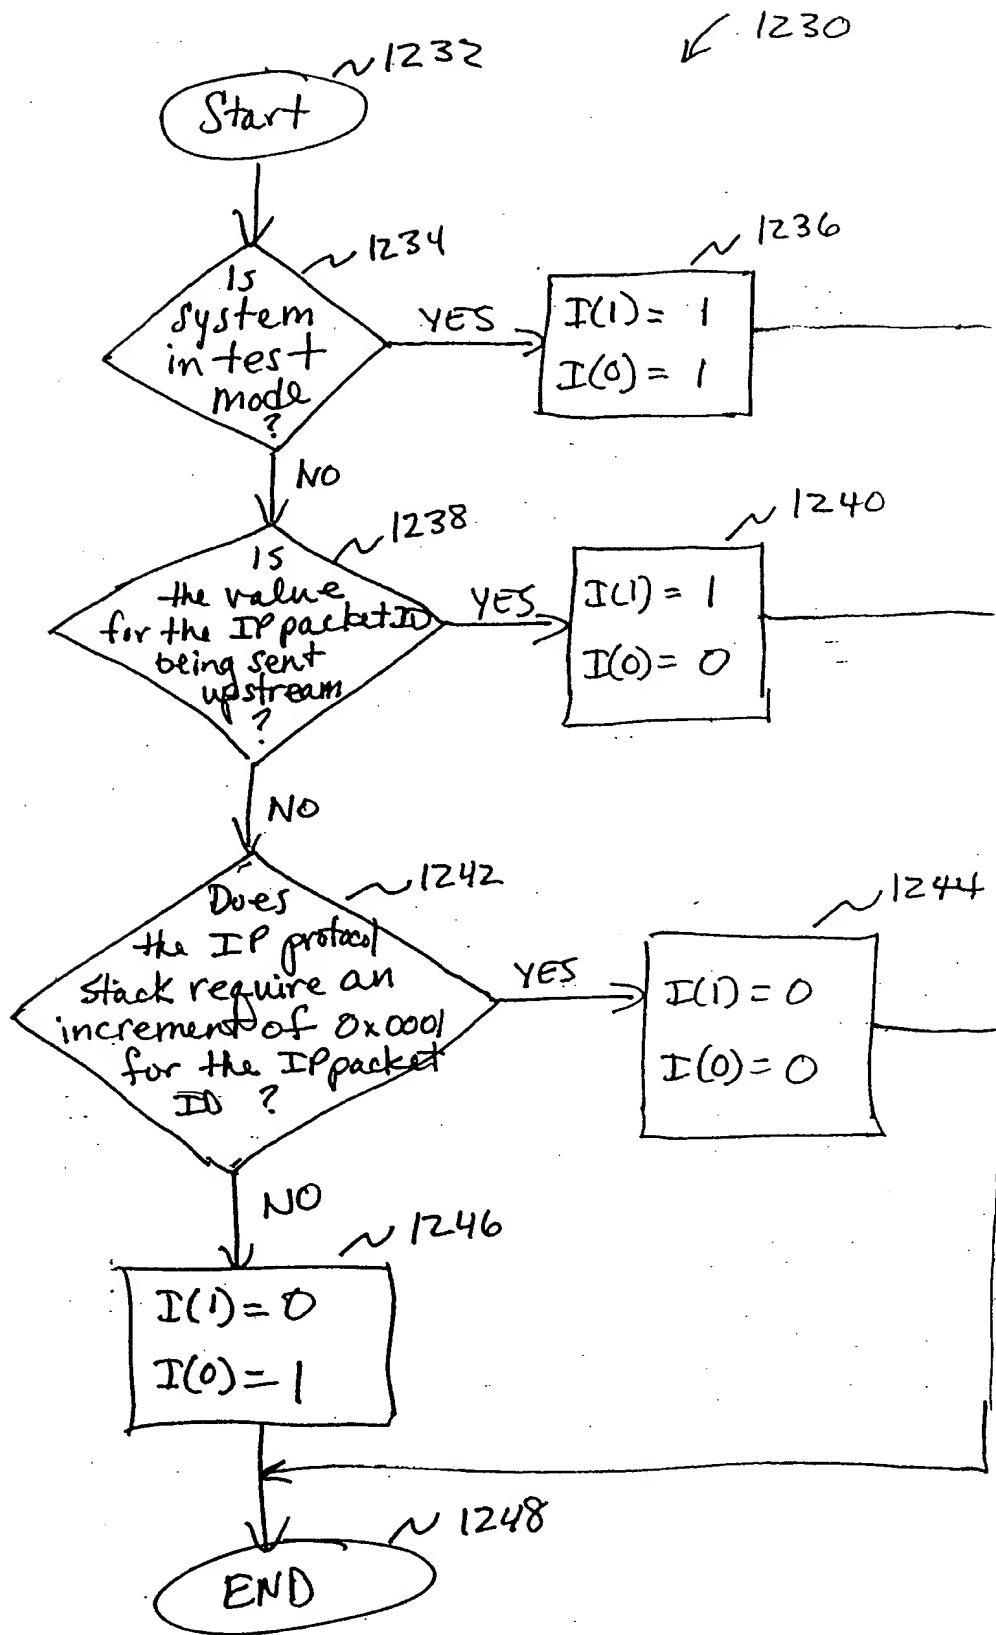 1230
1232
Start
1234
Is
system
in test
mode
?
YES
1236
I(1) = 1
I(0) = 1
NO
1238
Is
the value
for the IP packet ID
being sent
upstream
?
YES
1240
I(1) = 1
I(0) = 0
NO
1242
Does
the IP protocol
stack require an
increment of 0x0001
for the IP packet
ID ?
YES
1244
I(1) = 0
I(0) = 0
NO
1246
I(1) = 0
I(0) = 1
1248
END